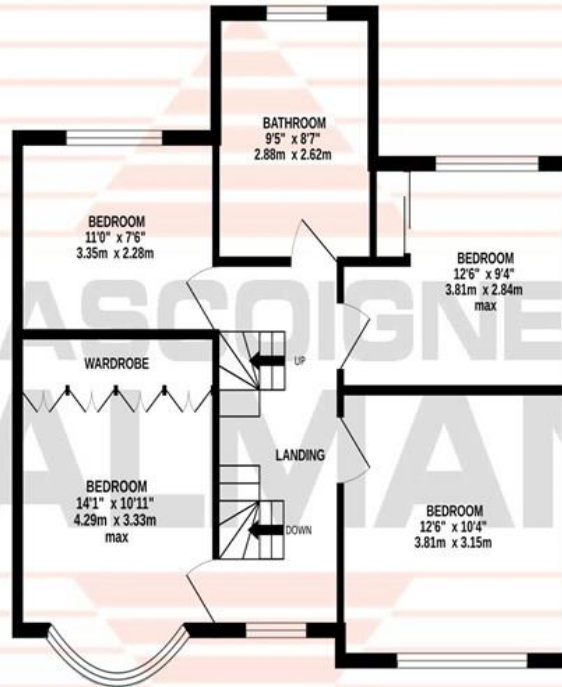 BATHROOM
9'5" x 8'7"
2.88m x 2.62m
BEDROOM
11'0" x 7'6"
3.35m x 2.28m
BEDROOM
12'6" x 9'4"
3.81m x 2.84m
max
ASCOIGNE
WARDROBE
UP
ALMAN
LANDING
BEDROOM
14'1" x 10'11"
4.29m x 3.33m
max
BEDROOM
12'6" x 10'4"
3.81m x 3.15m
DOWN